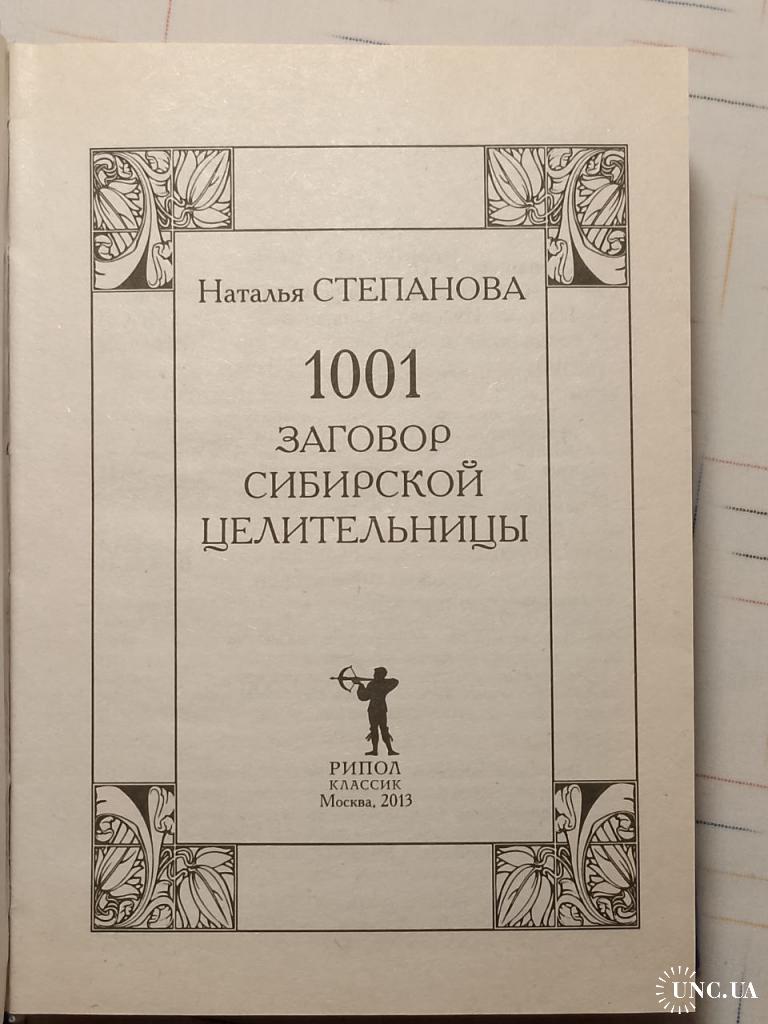 Наталья СТЕПАНОВА
1001
ЗАГОВОР
СИБИРСКОЙ
ЦЕЛИТЕЛЬНИЦЫ
РИПОЛ
КЛАССИК
Москва, 2013
UNC.UA